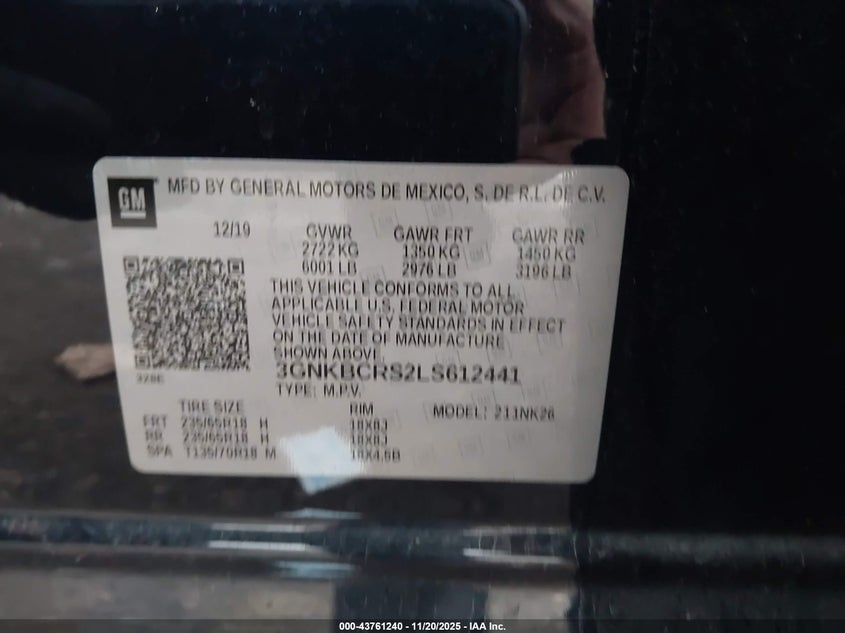 GM
MFD BY GENERAL MOTORS DE MEXICO, S. DE R.L. DE C.V.
12/19 GVWR GAWR FRT GAWR RR
2722 KG 1350 KG 1450 KG
6001 LB 2976 LB 3196 LB
THIS VEHICLE CONFORMS TO ALL
APPLICABLE U.S. FEDERAL MOTOR
VEHICLE SAFETY STANDARDS IN EFFECT
ON THE DATE OF MANUFACTURE
SHOWN ABOVE.
3GNKBCRS2LS612441
TYPE: M.P.V.
TIRE SIZE RIM MODEL: 211NK26
FRT 235/65R18 H 18X8J
RR 235/65R18 H 18X8J
SPA T135/70R18 M 18X4.5B
000-43761240 - 11/20/2025 - IAA Inc.